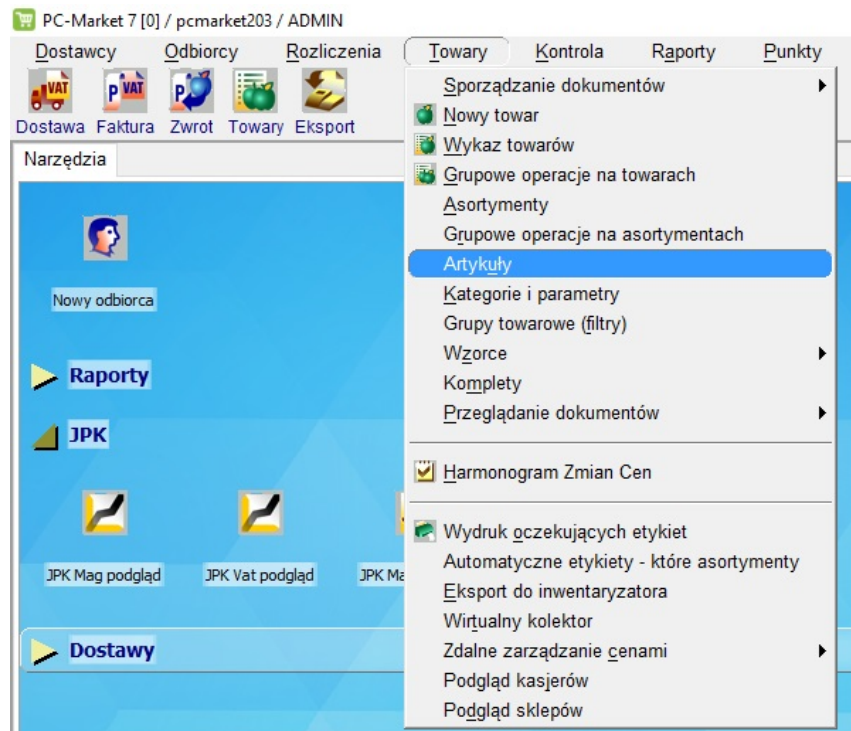 PC-Market 7 [0] / pcmarket203 / ADMIN
Dostawcy Odbiorcy Rozliczenia Towary Kontrola Raporty Punkty
VAT P VAT P
Dostawa Faktura Zwrot Towary Eksport
Narzędzia
Nowy odbiorca
Raporty
JPK
JPK Mag podgląd JPK Vat podgląd JPK Ma
Dostawy
Sporządzanie dokumentów
Nowy towar
Wykaz towarów
Grupowe operacje na towarach
Asortymenty
Grupowe operacje na asortymentach
Artykuły
Kategorie i parametry
Grupy towarowe (filtry)
Wzorce
Komplety
Przeglądanie dokumentów
Harmonogram Zmian Cen
Wydruk oczekujących etykiet
Automatyczne etykiety - które asortymenty
Eksport do inwentaryzatora
Wirtualny kolektor
Zdalne zarządzanie cenami
Podgląd kasjerów
Podgląd sklepów